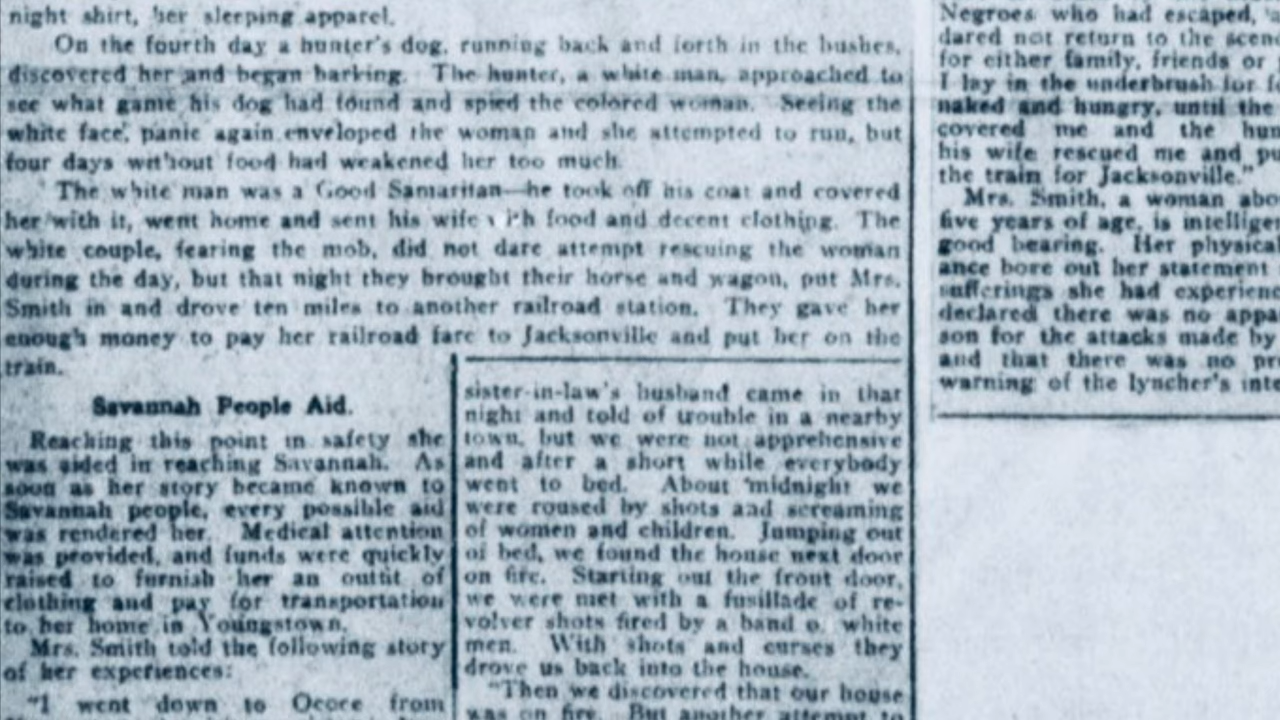 night shirt, her sleeping apparel.
On the fourth day a hunter's dog, running back and forth in the bushes,
discovered her and began barking. The hunter, a white man, approached to
see what game his dog had found and spied the colored woman. Seeing the
white face, panic again enveloped the woman and she attempted to run, but
four days without food had weakened her too much.
The white man was a Good Samaritan—he took off his coat and covered
her with it, went home and sent his wife with food and decent clothing. The
white couple, fearing the mob, did not dare attempt rescuing the woman
during the day, but that night they brought their horse and wagon, put Mrs.
Smith in and drove ten miles to another railroad station. They gave her
enough money to pay her railroad fare to Jacksonville and put her on the
train.
Savannah People Aid.
Reaching this point in safety she
was aided in reaching Savannah. As
soon as her story became known to
Savannah people, every possible aid
was rendered her. Medical attention
was provided, and funds were quickly
raised to furnish her an outfit of
clothing and pay for transportation
to her home in Youngstown.
Mrs. Smith told the following story
of her experiences:
"I went down to Ocoee from
sister-in-law's husband came in that
night and told of trouble in a nearby
town, but we were not apprehensive
and after a short while everybody
went to bed. About midnight we
were roused by shots and screaming
of women and children. Jumping out
of bed, we found the house next door
on fire. Starting out the front door,
we were met with a fusillade of re-
volver shots fired by a band o. white
men. With shots and curses they
drove us back into the house.
"Then we discovered that our house
was on fire. But another attempt to
Negroes who had escaped,
dared not return to the
for either family, friends or
I lay in the underbrush for
naked and hungry, until the
covered me and the
his wife rescued me and
the train for Jacksonville."
Mrs. Smith, a woman
five years of age, is
good bearing. Her
ance bore out her statement
sufferings she had
declared there was no
son for the attacks made by
and that there was no
warning of the lyncher's